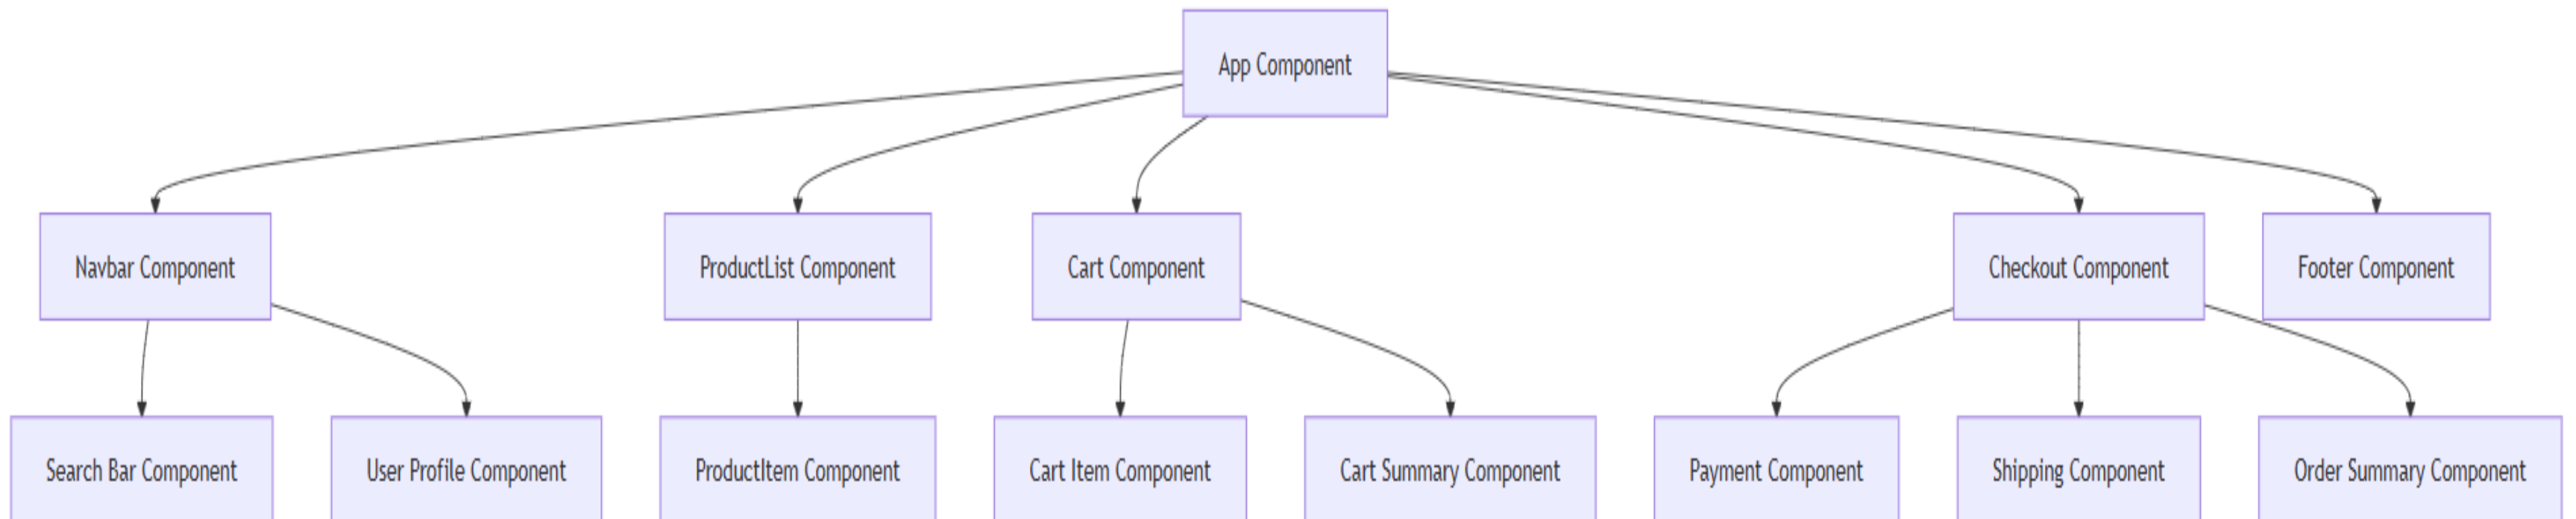 App Component
Navbar Component
ProductList Component
Cart Component
Checkout Component
Footer Component
Search Bar Component
User Profile Component
ProductItem Component
Cart Item Component
Cart Summary Component
Payment Component
Shipping Component
Order Summary Component